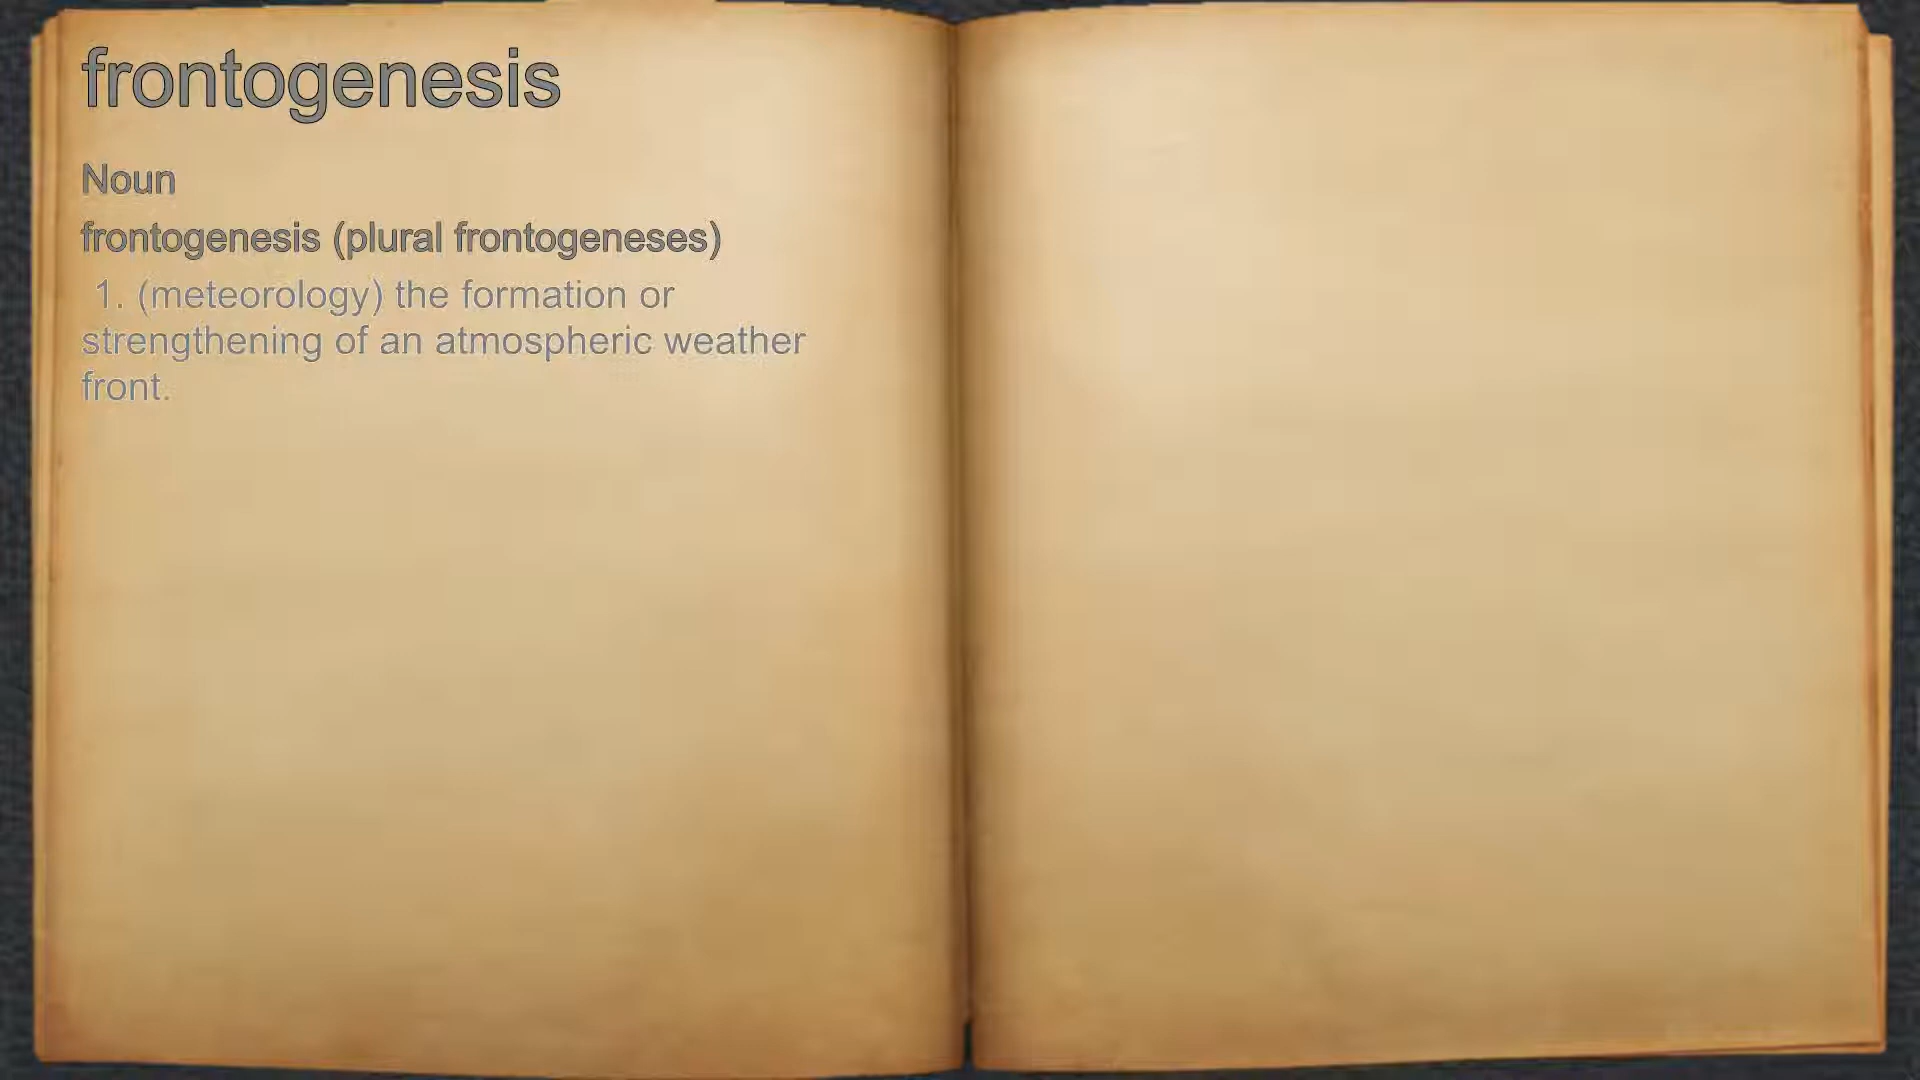 frontogenesis
Noun
frontogenesis (plural frontogeneses)
1. (meteorology) the formation or
strengthening of an atmospheric weather
front.